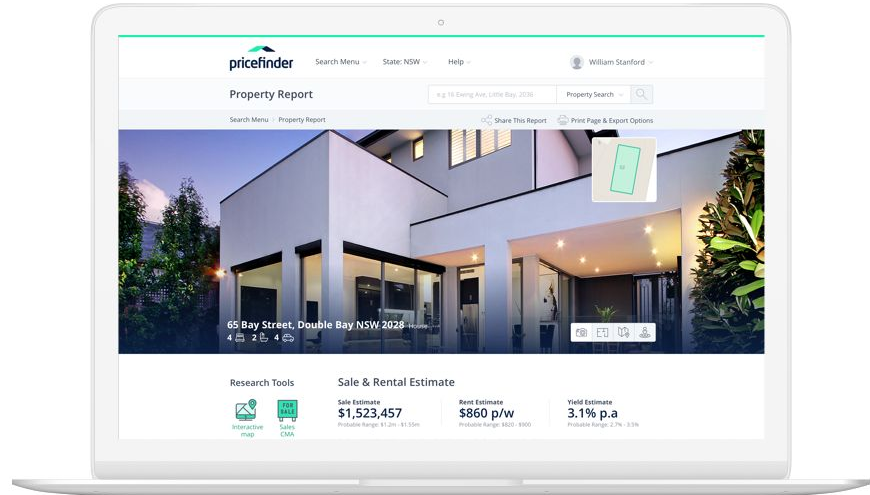 pricefinder
Search Menu
State: NSW
Help
William Stanford
Property Report
e.g 16 Ewing Ave, Little Bay, 2036
Property Search
Search Menu > Property Report
Share This Report
Print Page & Export Options
65 Bay Street, Double Bay NSW 2028 House
4 2 4
Research Tools
Interactive
map
FOR
SALE
Sales
CMA
Sale & Rental Estimate
Sale Estimate
$1,523,457
Probable Range: $1.2m - $1.55m
Rent Estimate
$860 p/w
Probable Range: $820 - $900
Yield Estimate
3.1% p.a
Probable Range: 2.7% - 3.5%